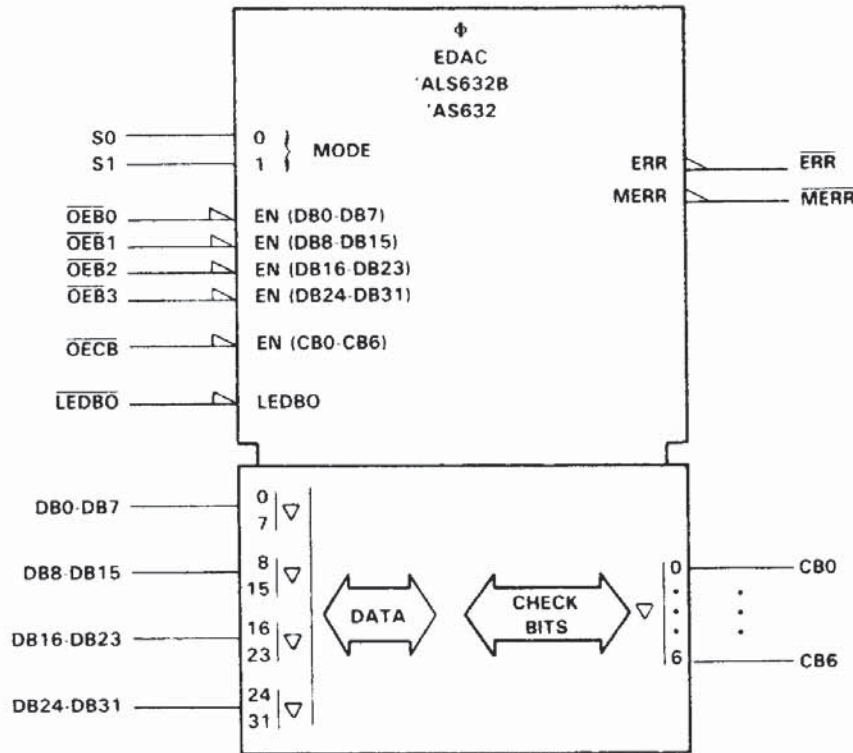 Φ
EDAC
'ALS632B
'AS632
S0 0
S1 1
MODE
ERR ERR
MERR MERR
OEB0 EN (DB0-DB7)
OEB1 EN (DB8-DB15)
OEB2 EN (DB16-DB23)
OEB3 EN (DB24-DB31)
OECB EN (CB0-CB6)
LEDBO LEDBO
DB0-DB7 0
7
DB8-DB15 8
15
DB16-DB23 16
23
DB24-DB31 24
31
DATA
CHECK
BITS
0 CB0
6 CB6